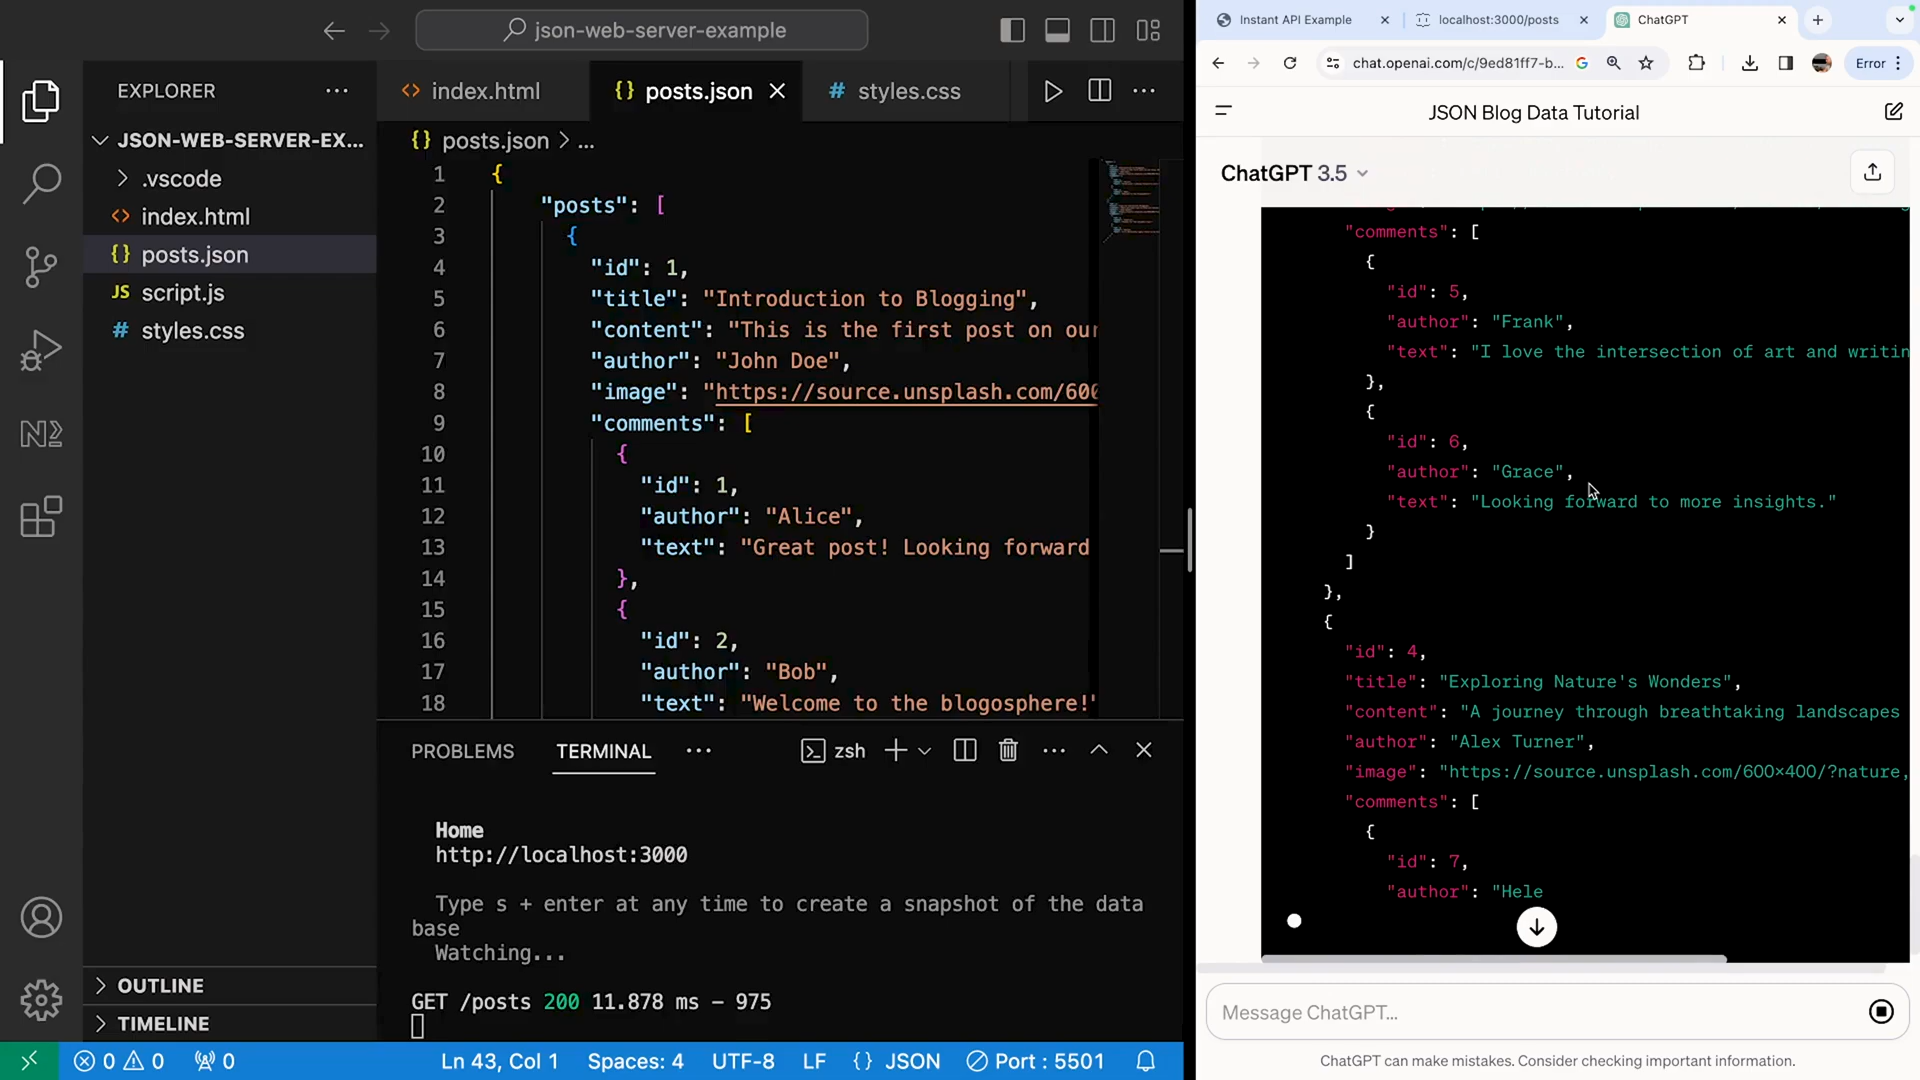 json-web-server-example
EXPLORER
JSON-WEB-SERVER-EX...
.vscode
<> index.html
{} posts.json
JS script.js
# styles.css
OUTLINE
TIMELINE
<> index.html
{} posts.json
# styles.css
{} posts.json > ...
1 {
2 "posts": [
3 {
4 "id": 1,
5 "title": "Introduction to Blogging",
6 "content": "This is the first post on our
7 "author": "John Doe",
8 "image": "https://source.unsplash.com/600
9 "comments": [
10 {
11 "id": 1,
12 "author": "Alice",
13 "text": "Great post! Looking forward
14 },
15 {
16 "id": 2,
17 "author": "Bob",
18 "text": "Welcome to the blogosphere!"
PROBLEMS TERMINAL ... zsh
Home
http://localhost:3000
Type s + enter at any time to create a snapshot of the data
base
Watching...
GET /posts 200 11.878 ms - 975
0 0 0 Ln 43, Col 1 Spaces: 4 UTF-8 LF {} JSON Port : 5501
Instant API Example
localhost:3000/posts
ChatGPT
chat.openai.com/c/9ed81ff7-b...
Error
JSON Blog Data Tutorial
ChatGPT 3.5
"comments": [
{
"id": 5,
"author": "Frank",
"text": "I love the intersection of art and writin
},
{
"id": 6,
"author": "Grace",
"text": "Looking forward to more insights."
}
]
},
{
"id": 4,
"title": "Exploring Nature's Wonders",
"content": "A journey through breathtaking landscapes
"author": "Alex Turner",
"image": "https://source.unsplash.com/600×400/?nature,
"comments": [
{
"id": 7,
"author": "Hele
Message ChatGPT...
ChatGPT can make mistakes. Consider checking important information.